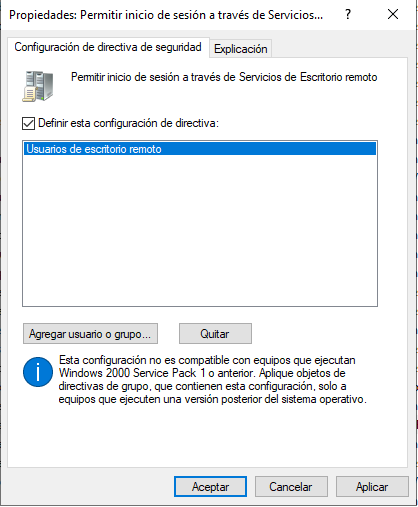 Propiedades: Permitir inicio de sesión a través de Servicios...
Configuración de directiva de seguridad
Explicación
Permitir inicio de sesión a través de Servicios de Escritorio remoto
Definir esta configuración de directiva:
Usuarios de escritorio remoto
Agregar usuario o grupo...
Quitar
Esta configuración no es compatible con equipos que ejecutan
Windows 2000 Service Pack 1 o anterior. Aplique objetos de
directivas de grupo, que contienen esta configuración, solo a
equipos que ejecuten una versión posterior del sistema operativo.
Aceptar
Cancelar
Aplicar